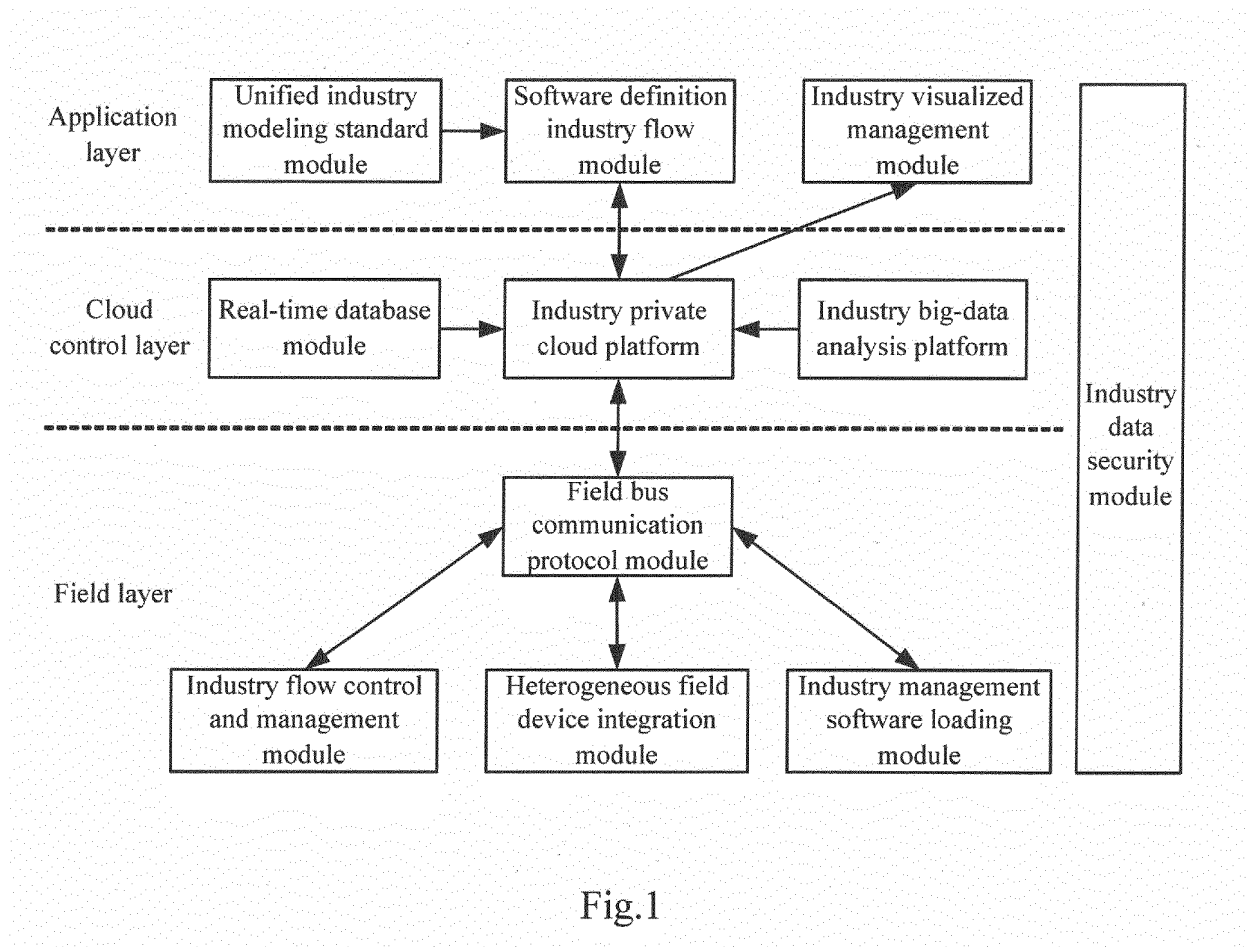 Application
layer
Unified industry
modeling standard
module
Software definition
industry flow
module
Industry visualized
management
module
Cloud
control layer
Real-time database
module
Industry private
cloud platform
Industry big-data
analysis platform
Industry
data
security
module
Field layer
Field bus
communication
protocol module
Industry flow control
and management
module
Heterogeneous field
device integration
module
Industry management
software loading
module
Fig.1